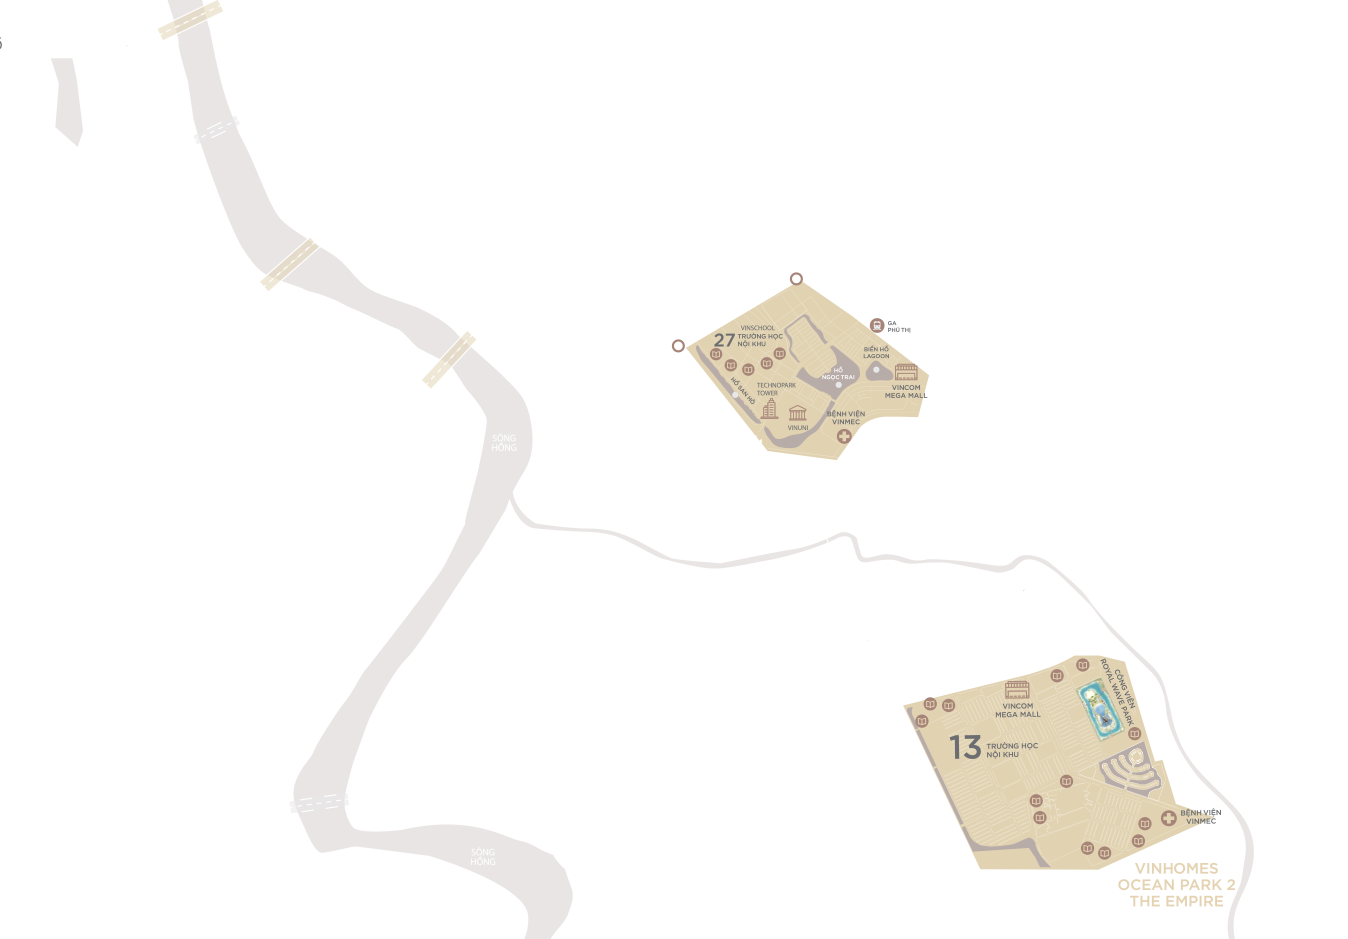 GA
PHÚ THỊ
VINSCHOOL
27 TRƯỜNG HỌC
NỘI KHU
BIỂN HỒ
LAGOON
HỒ
NGỌC TRAI
VINCOM
MEGA MALL
HỒ SAN HÔ
TECHNOPARK
TOWER
VINUNI
BỆNH VIỆN
VINMEC
SÔNG
HỒNG
CÔNG VIÊN
ROYAL WAVE PARK
VINCOM
MEGA MALL
13 TRƯỜNG HỌC
NỘI KHU
BỆNH VIỆN
VINMEC
SÔNG
HỒNG
VINHOMES
OCEAN PARK 2
THE EMPIRE